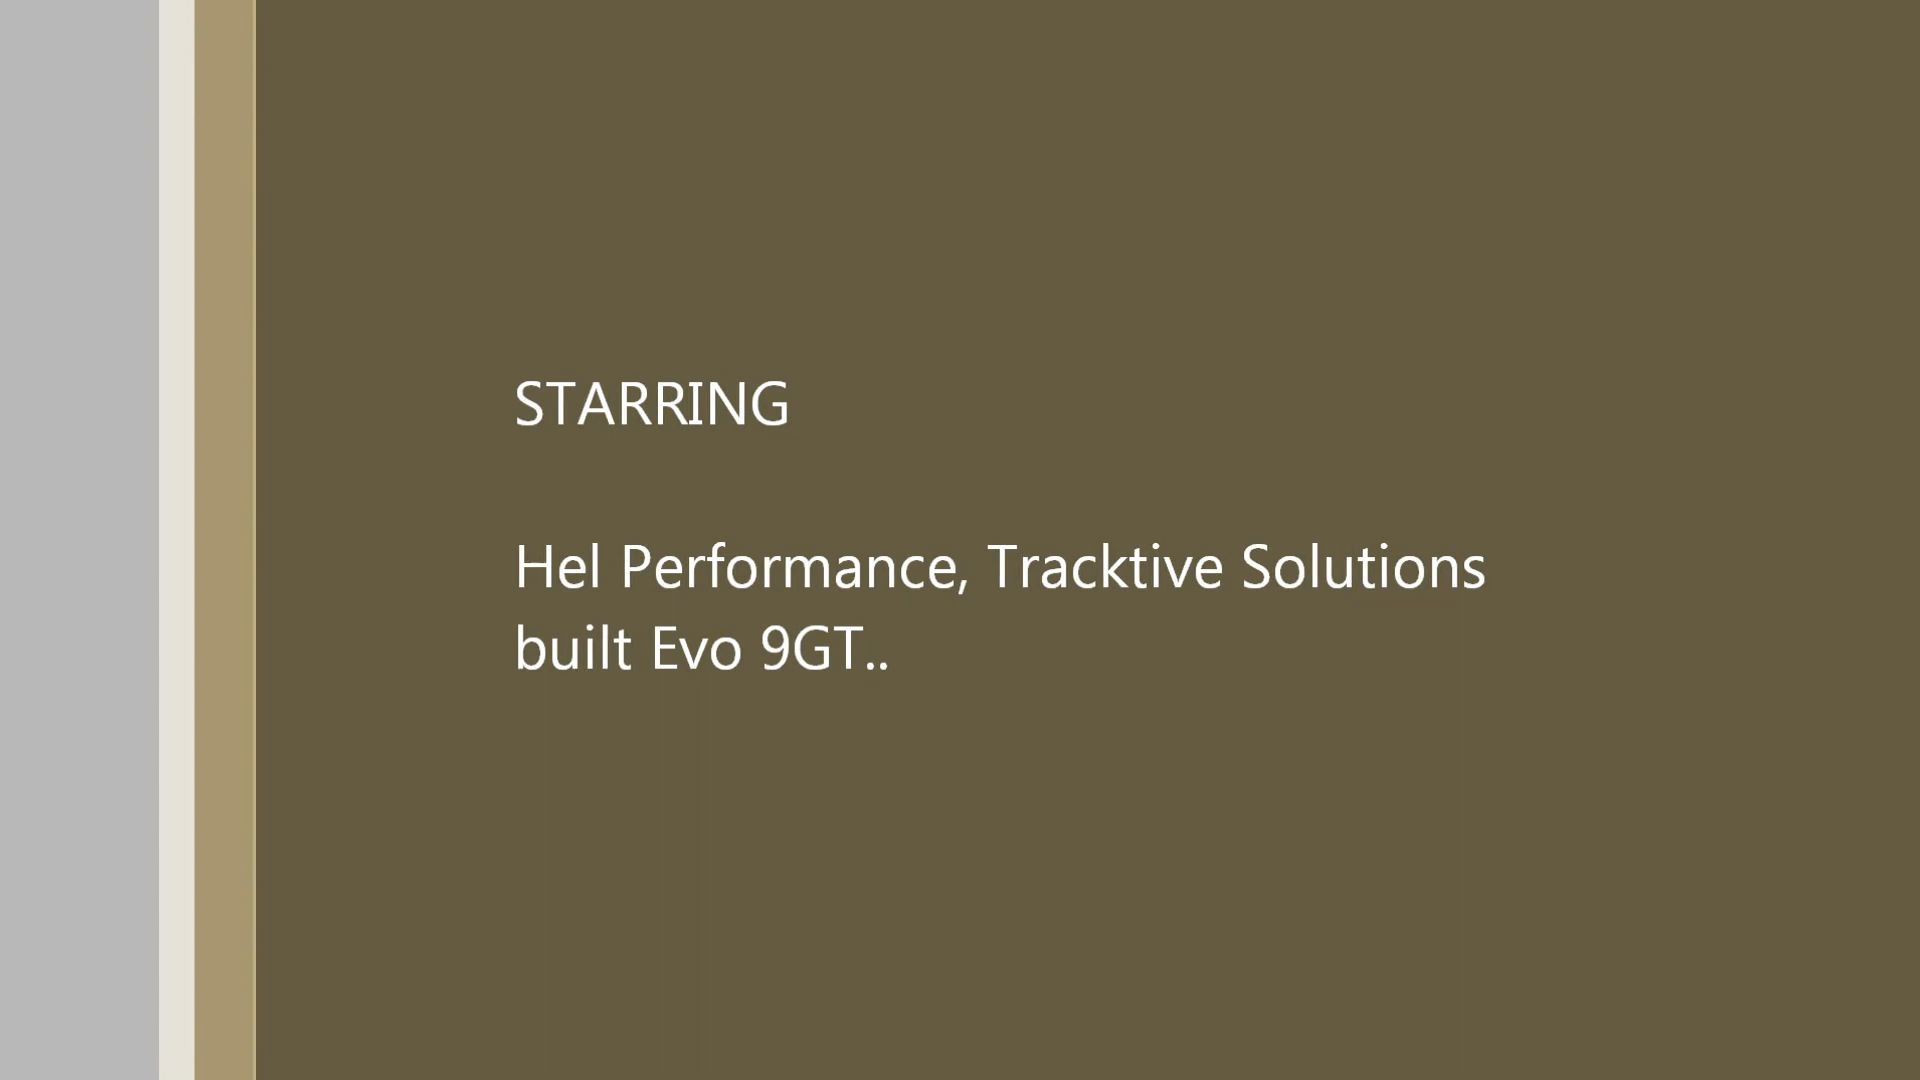 STARRING
Hel Performance, Tracktive Solutions
built Evo 9GT..